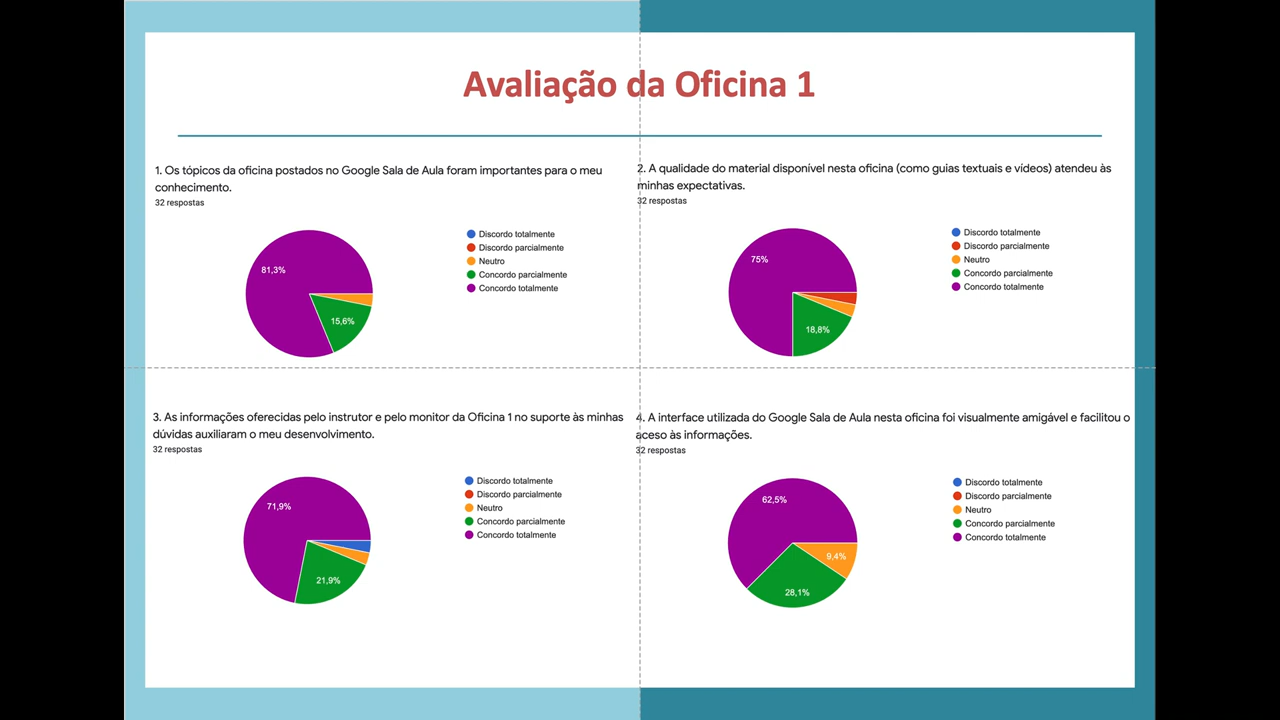 Avaliação da Oficina 1
1. Os tópicos da oficina postados no Google Sala de Aula foram importantes para o meu
conhecimento.
32 respostas
81,3%
15,6%
Discordo totalmente
Discordo parcialmente
Neutro
Concordo parcialmente
Concordo totalmente
2. A qualidade do material disponível nesta oficina (como guias textuais e vídeos) atendeu às
minhas expectativas.
32 respostas
75%
18,8%
Discordo totalmente
Discordo parcialmente
Neutro
Concordo parcialmente
Concordo totalmente
3. As informações oferecidas pelo instrutor e pelo monitor da Oficina 1 no suporte às minhas
dúvidas auxiliaram o meu desenvolvimento.
32 respostas
71,9%
21,9%
Discordo totalmente
Discordo parcialmente
Neutro
Concordo parcialmente
Concordo totalmente
4. A interface utilizada do Google Sala de Aula nesta oficina foi visualmente amigável e facilitou o
aceso às informações.
32 respostas
62,5%
9,4%
28,1%
Discordo totalmente
Discordo parcialmente
Neutro
Concordo parcialmente
Concordo totalmente